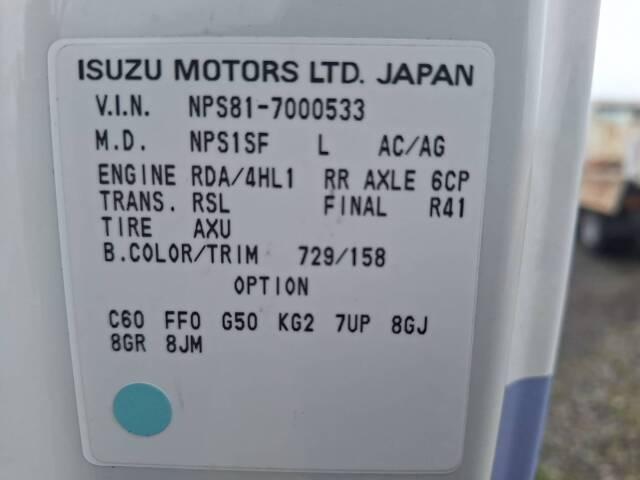 ISUZU MOTORS LTD. JAPAN
V.I.N. NPS81-7000533
M.D. NPS1SF L AC/AG
ENGINE RDA/4HL1 RR AXLE 6CP
TRANS. RSL FINAL R41
TIRE AXU
B.COLOR/TRIM 729/158
OPTION
C60 FF0 G50 KG2 7UP 8GJ
8GR 8JM